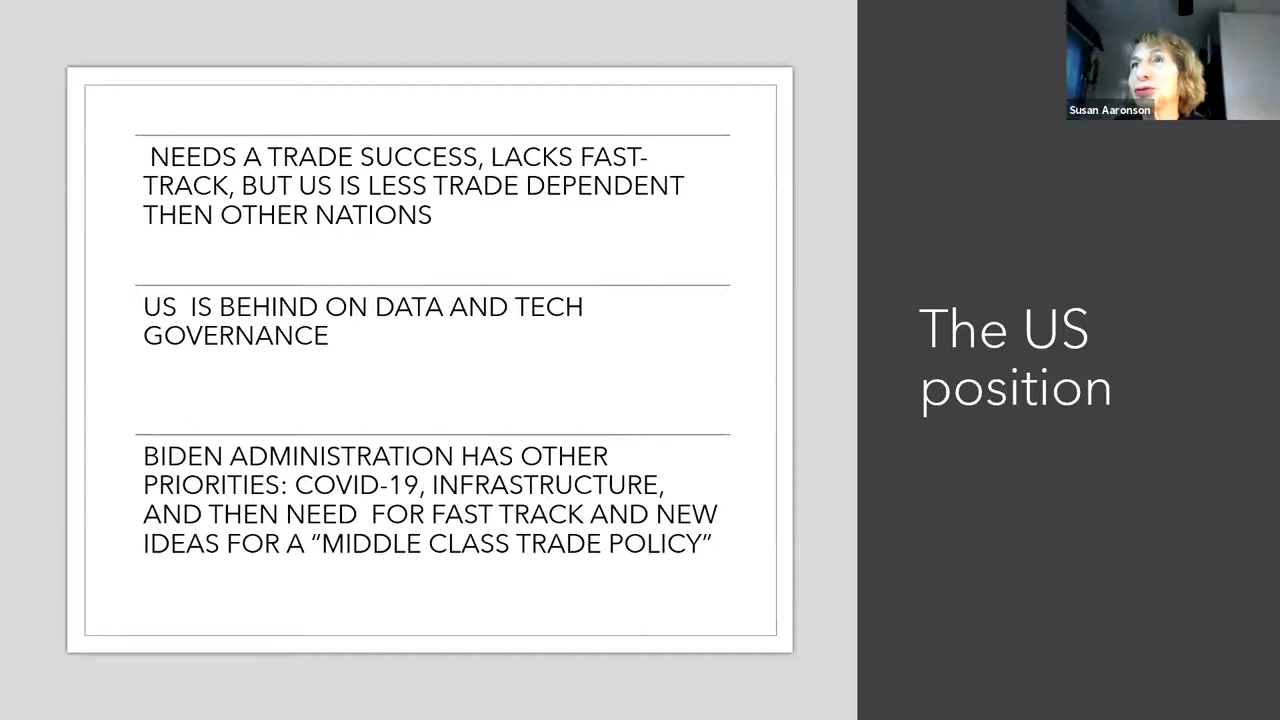 NEEDS A TRADE SUCCESS, LACKS FAST-
TRACK, BUT US IS LESS TRADE DEPENDENT
THEN OTHER NATIONS
US IS BEHIND ON DATA AND TECH
GOVERNANCE
BIDEN ADMINISTRATION HAS OTHER
PRIORITIES: COVID-19, INFRASTRUCTURE,
AND THEN NEED FOR FAST TRACK AND NEW
IDEAS FOR A “MIDDLE CLASS TRADE POLICY”
The US
position
Susan Aaronson